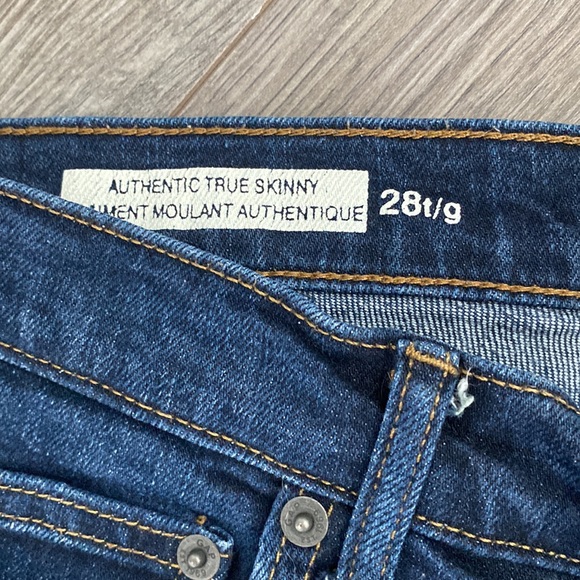 AUTHENTIC TRUE SKINNY
MOULANT AUTHENTIQUE
28t/g